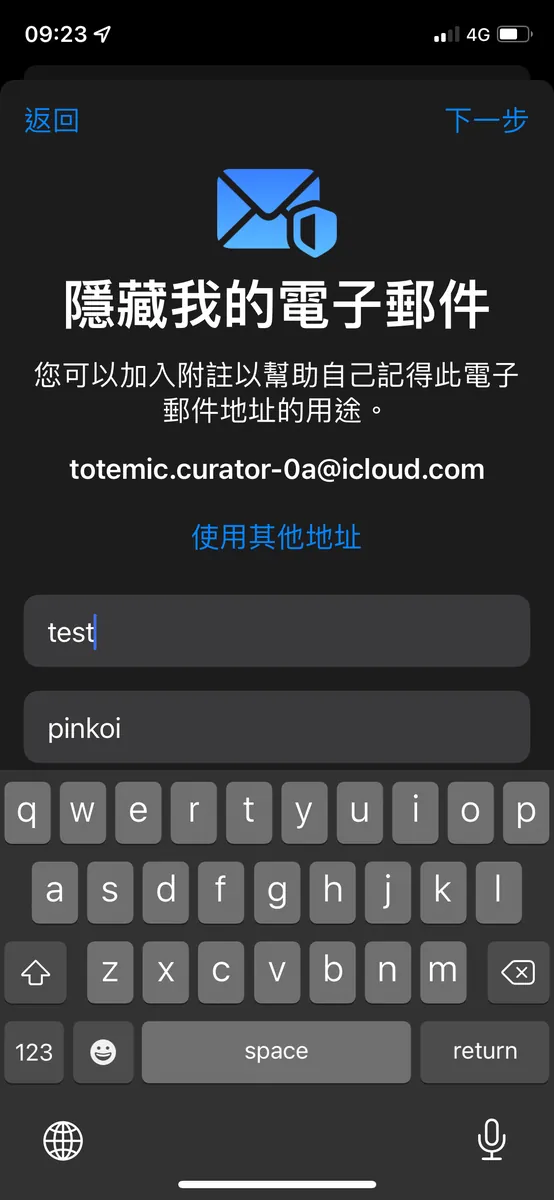 09:23
4G
返回
下一步
隱藏我的電子郵件
您可以加入附註以幫助自己記得此電子
郵件地址的用途。
totemic.curator-0a@icloud.com
使用其他地址
test
pinkoi
q w e r t y u i o p
a s d f g h j k l
z x c v b n m
123 space return